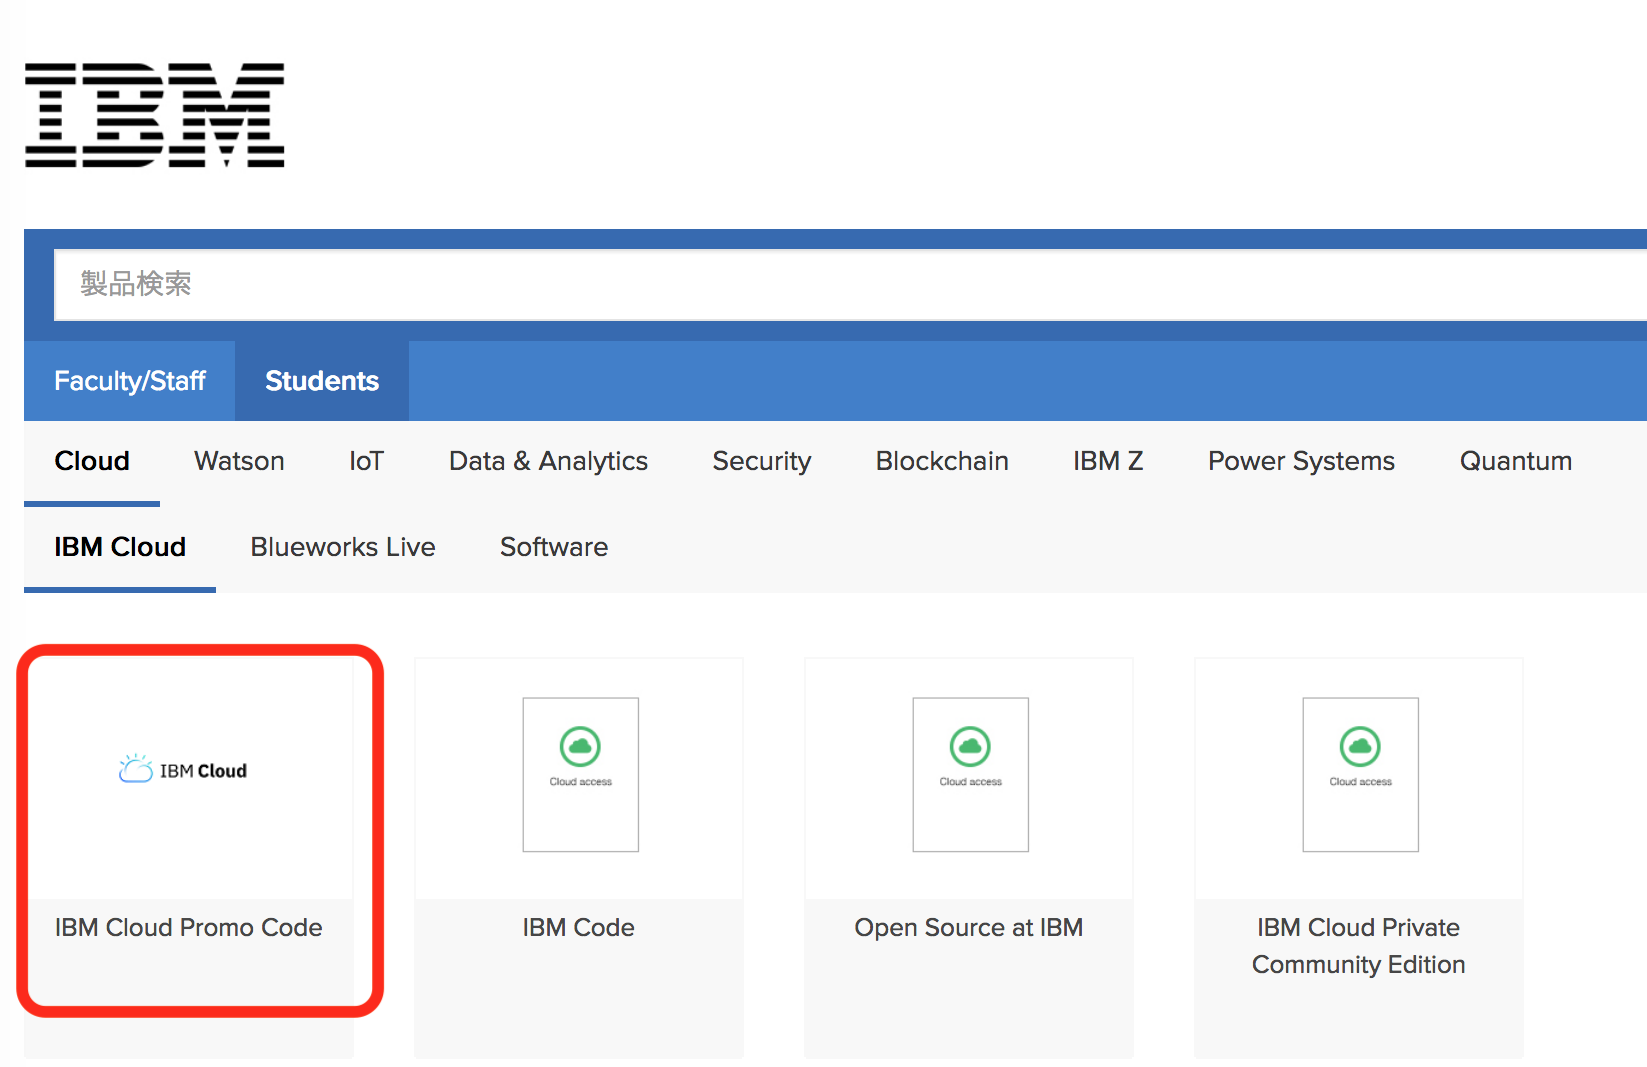 IBM
製品検索
Faculty/Staff Students
Cloud Watson IoT Data & Analytics Security Blockchain IBM Z Power Systems Quantum
IBM Cloud Blueworks Live Software
IBM Cloud
Cloud access
Cloud access
Cloud access
IBM Cloud Promo Code
IBM Code
Open Source at IBM
IBM Cloud Private
Community Edition